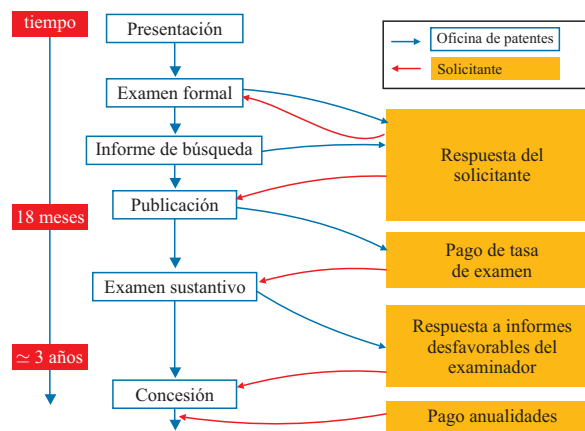 tiempo
Presentación
Oficina de patentes
Solicitante
Examen formal
Informe de búsqueda
Respuesta del
solicitante
Publicación
18 meses
Pago de tasa
de examen
Examen sustantivo
Respuesta a informes
desfavorables del
examinador
≃ 3 años
Concesión
Pago anualidades